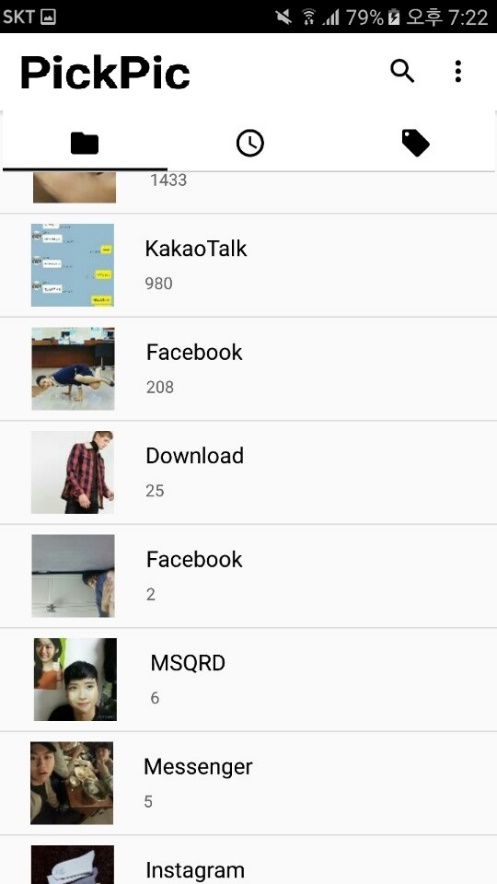 SKT 79% 오후 7:22
PickPic
1433
KakaoTalk
980
Facebook
208
Download
25
Facebook
2
MSQRD
6
Messenger
5
Instagram